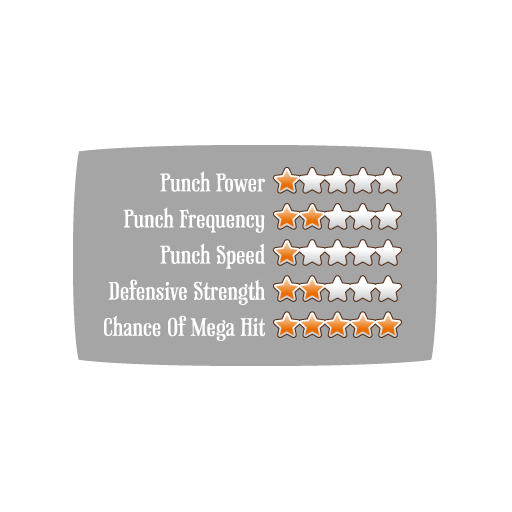 Punch Power
Punch Frequency
Punch Speed
Defensive Strength
Chance Of Mega Hit